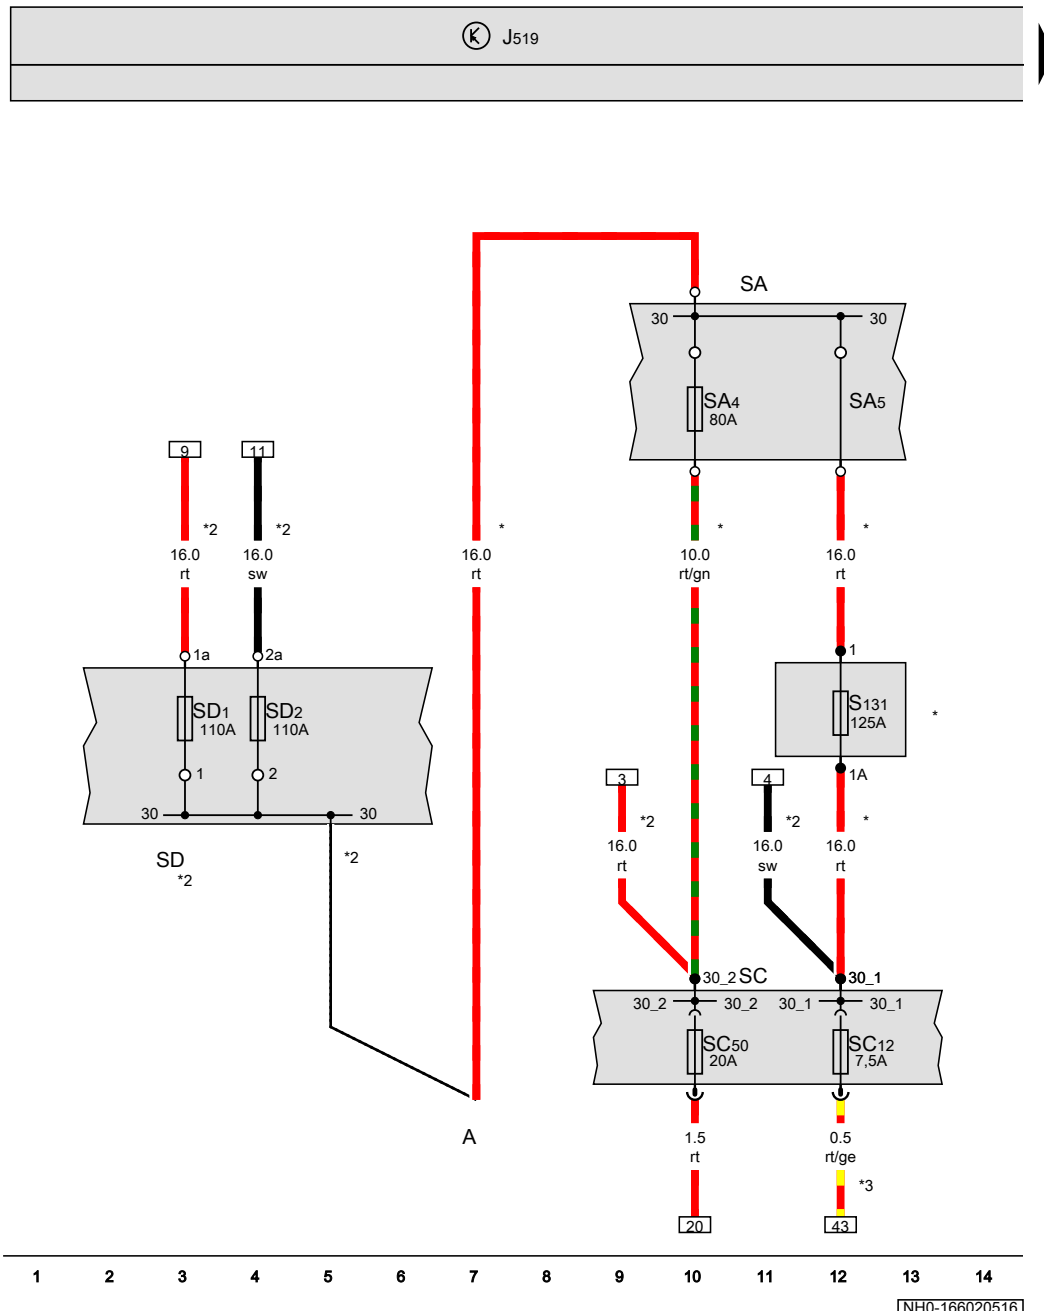 J519
SA
30 30
SA4
80A
SA5
9 11
*2 *2 * * *
16.0 16.0 16.0 10.0 16.0
rt sw rt rt/gn rt
1a 2a 1
SD1
110A
SD2
110A
S131
125A
*
1 2
3 4 1A
30 30
*2 *2 *2 *
16.0 16.0 16.0
rt sw rt
SD
*2
30_2 SC 30_1
30_2 30_2 30_1 30_1
SC50
20A
SC12
7,5A
A
1.5 0.5
rt rt/ge
*3
20 43
1 2 3 4 5 6 7 8 9 10 11 12 13 14
NH0-166020516